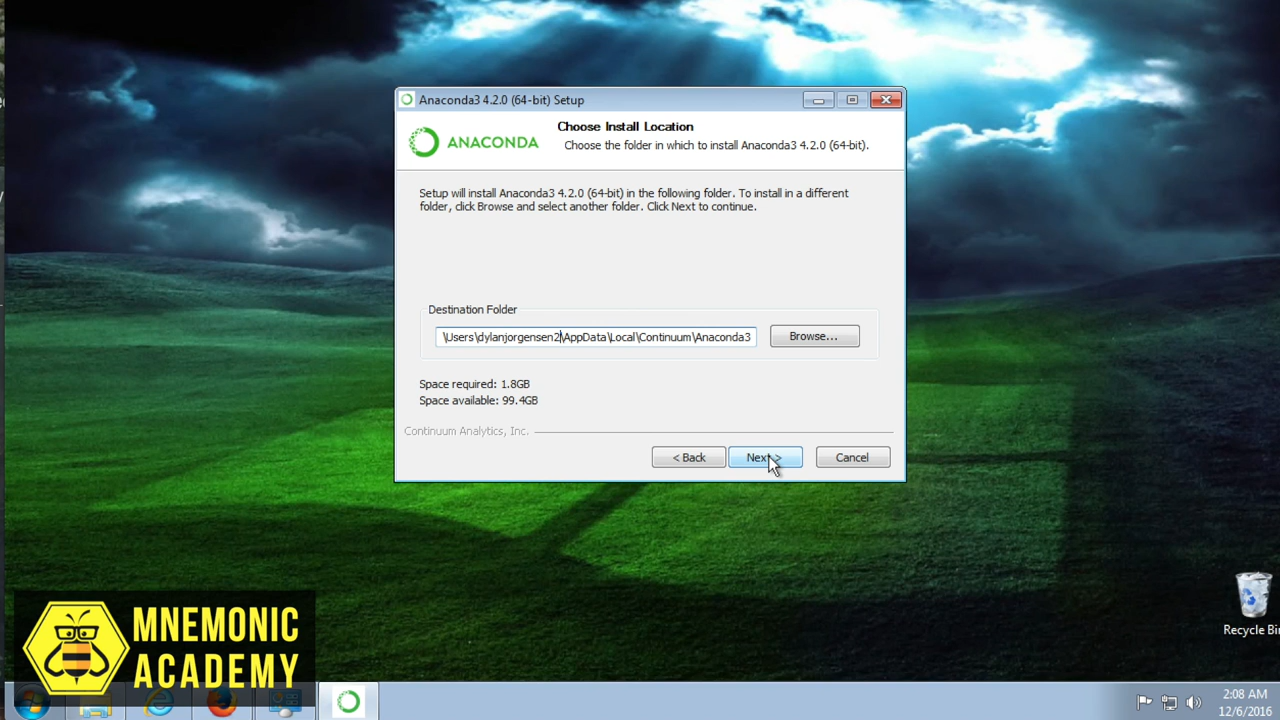 Anaconda3 4.2.0 (64-bit) Setup
ANACONDA
Choose Install Location
Choose the folder in which to install Anaconda3 4.2.0 (64-bit).
Setup will install Anaconda3 4.2.0 (64-bit) in the following folder. To install in a different
folder, click Browse and select another folder. Click Next to continue.
Destination Folder
\Users\dylanjorgensen2\AppData\Local\Continuum\Anaconda3
Browse...
Space required: 1.8GB
Space available: 99.4GB
Continuum Analytics, Inc.
< Back
Next >
Cancel
MNEMONIC
ACADEMY
Recycle Bin
2:08 AM
12/6/2016